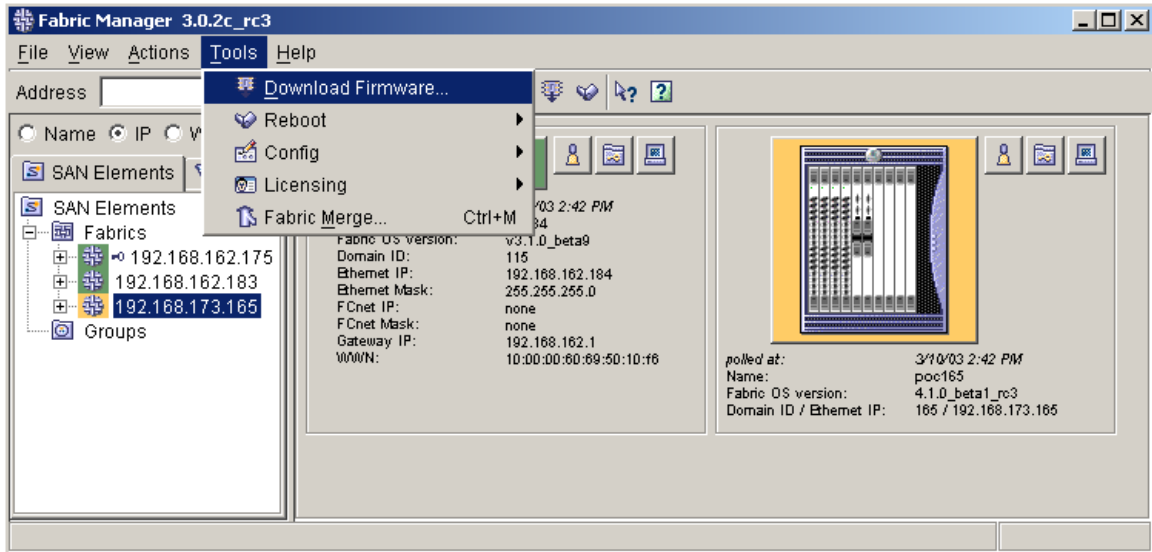 Fabric Manager 3.0.2c_rc3
File View Actions Tools Help
Address
Download Firmware...
Reboot
Config
Licensing
Fabric Merge... Ctrl+M
Name IP
SAN Elements
SAN Elements
Fabrics
192.168.162.175
192.168.162.183
192.168.173.165
Groups
/03 2:42 PM
34
Fabric OS version: v3.1.0_beta9
Domain ID: 115
Ethernet IP: 192.168.162.184
Ethernet Mask: 255.255.255.0
FCnet IP: none
FCnet Mask: none
Gateway IP: 192.168.162.1
WWN: 10:00:00:60:69:50:10:f6
polled at: 3/10/03 2:42 PM
Name: poc165
Fabric OS version: 4.1.0_beta1_rc3
Domain ID / Ethernet IP: 165 / 192.168.173.165